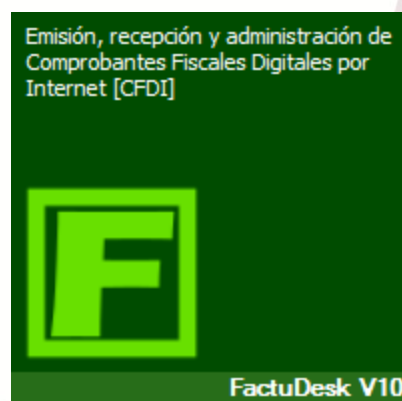 Emisión, recepción y administración de
Comprobantes Fiscales Digitales por
Internet [CFDI]
F
FactuDesk V10